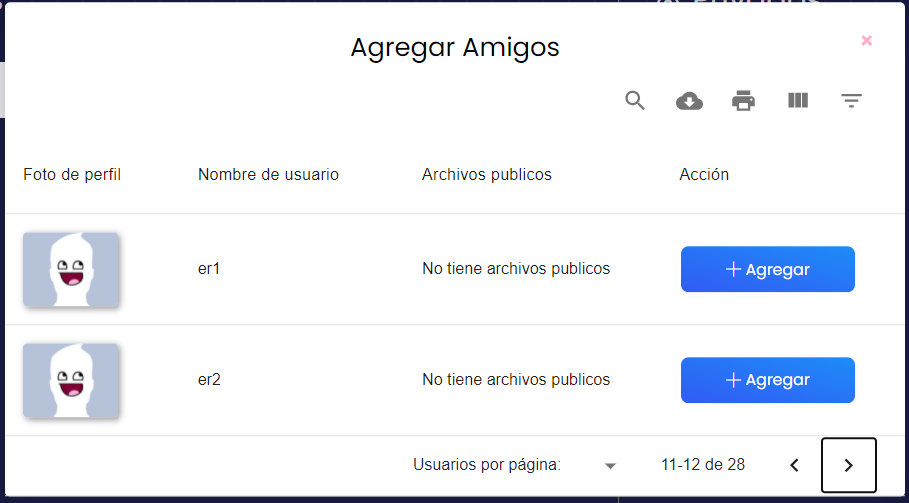 Agregar Amigos
Foto de perfil Nombre de usuario Archivos publicos Acción
er1 No tiene archivos publicos Agregar
er2 No tiene archivos publicos Agregar
Usuarios por página: 11-12 de 28